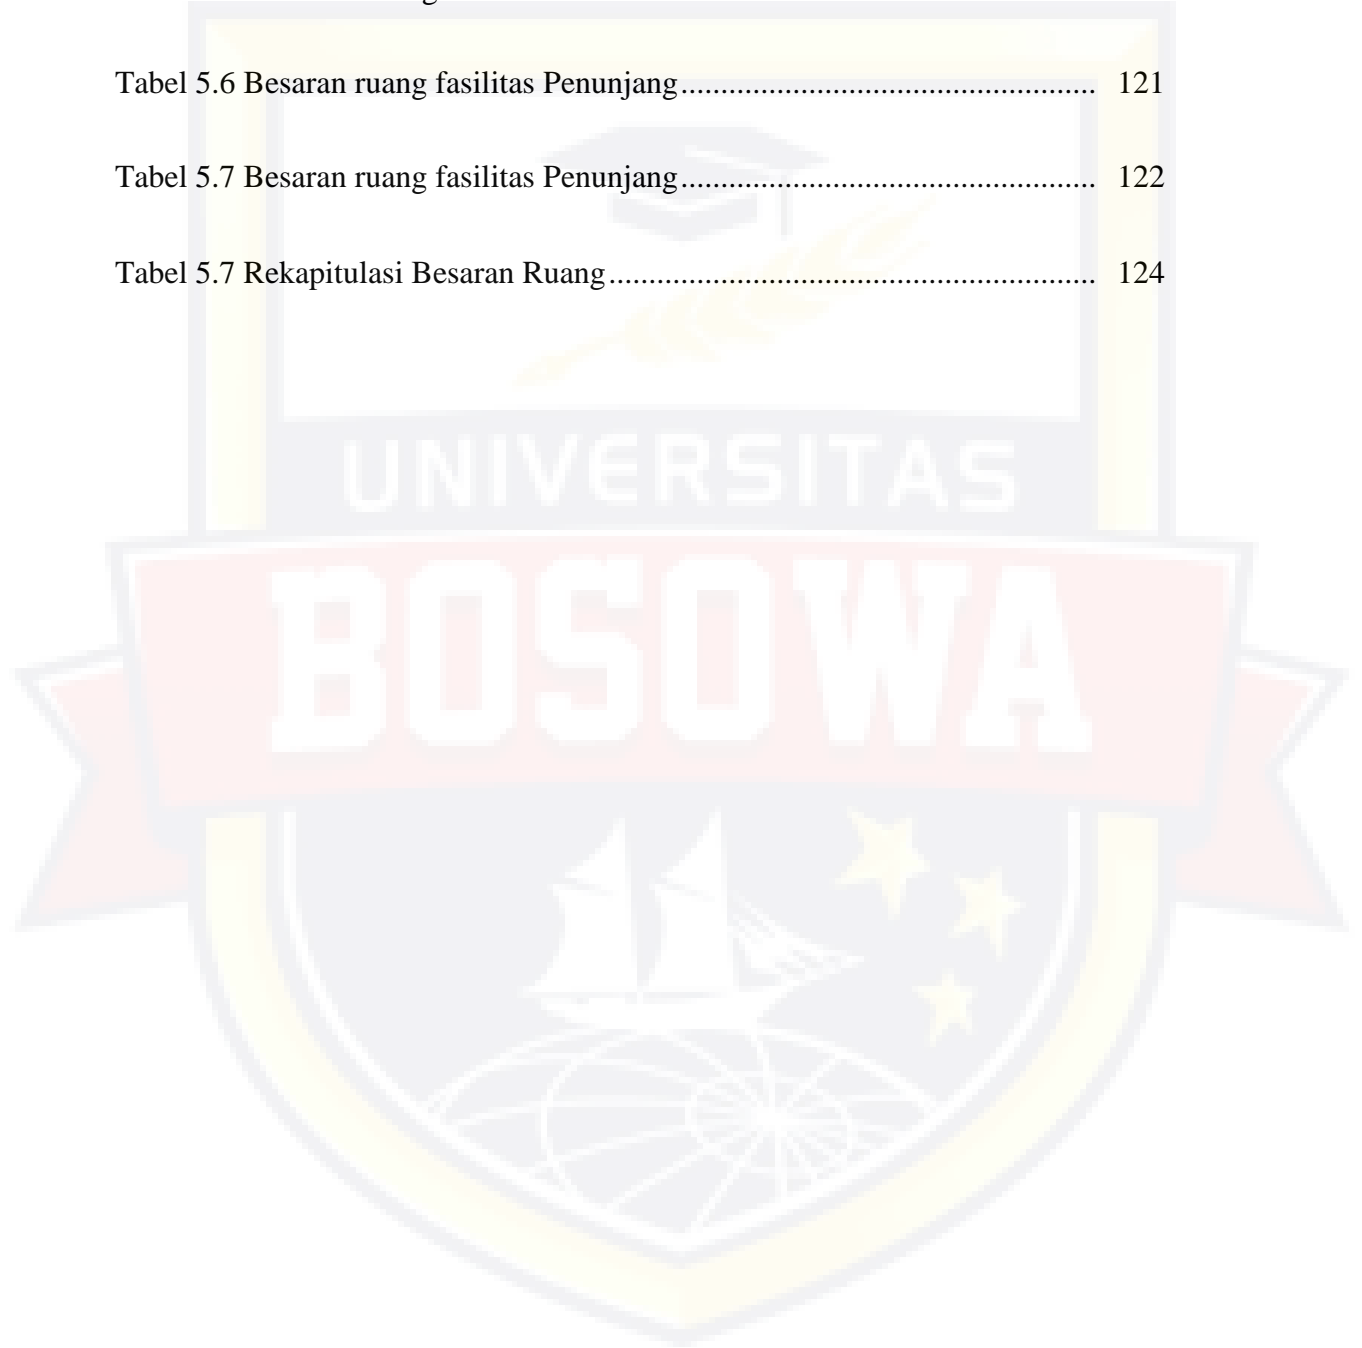 Tabel 5.6 Besaran ruang fasilitas Penunjang.................................................... 121
Tabel 5.7 Besaran ruang fasilitas Penunjang.................................................... 122
Tabel 5.7 Rekapitulasi Besaran Ruang............................................................. 124
UNIVERSITAS
BOSOWA